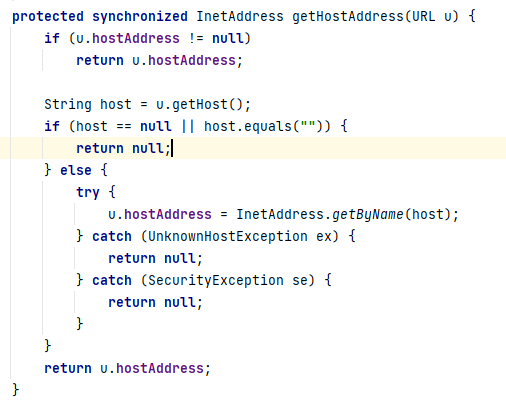 protected synchronized InetAddress getHostAddress(URL u) {
    if (u.hostAddress != null)
        return u.hostAddress;

    String host = u.getHost();
    if (host == null || host.equals("")) {
        return null;
    } else {
        try {
            u.hostAddress = InetAddress.getByName(host);
        } catch (UnknownHostException ex) {
            return null;
        } catch (SecurityException se) {
            return null;
        }
    }
    return u.hostAddress;
}